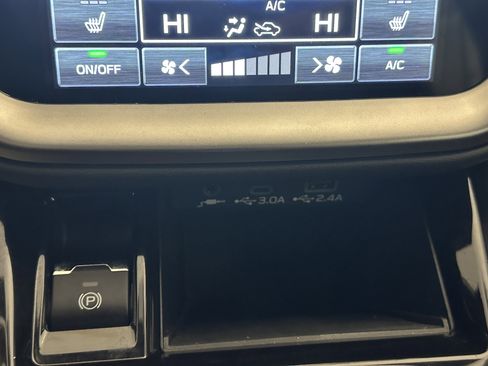 A/C
HI HI
ON/OFF < > A/C
3.0A 2.4A
P